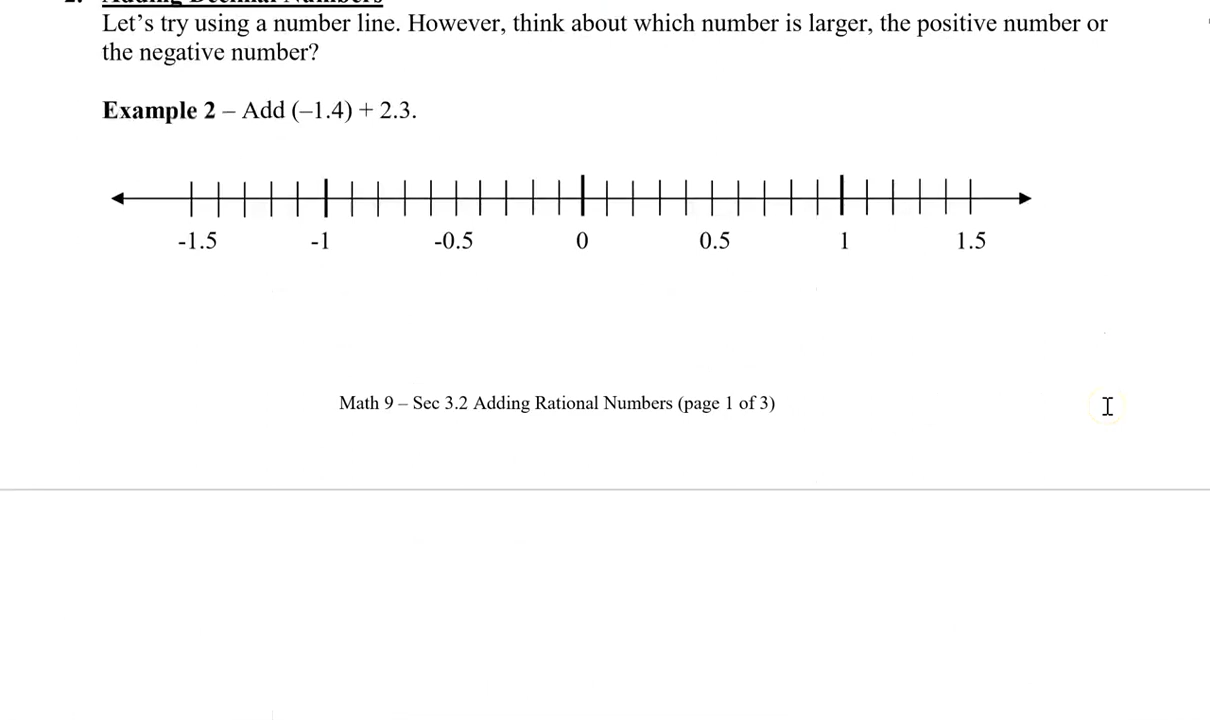 Let’s try using a number line. However, think about which number is larger, the positive number or
the negative number?
Example 2 – Add (–1.4) + 2.3.
-1.5 -1 -0.5 0 0.5 1 1.5
Math 9 – Sec 3.2 Adding Rational Numbers (page 1 of 3)